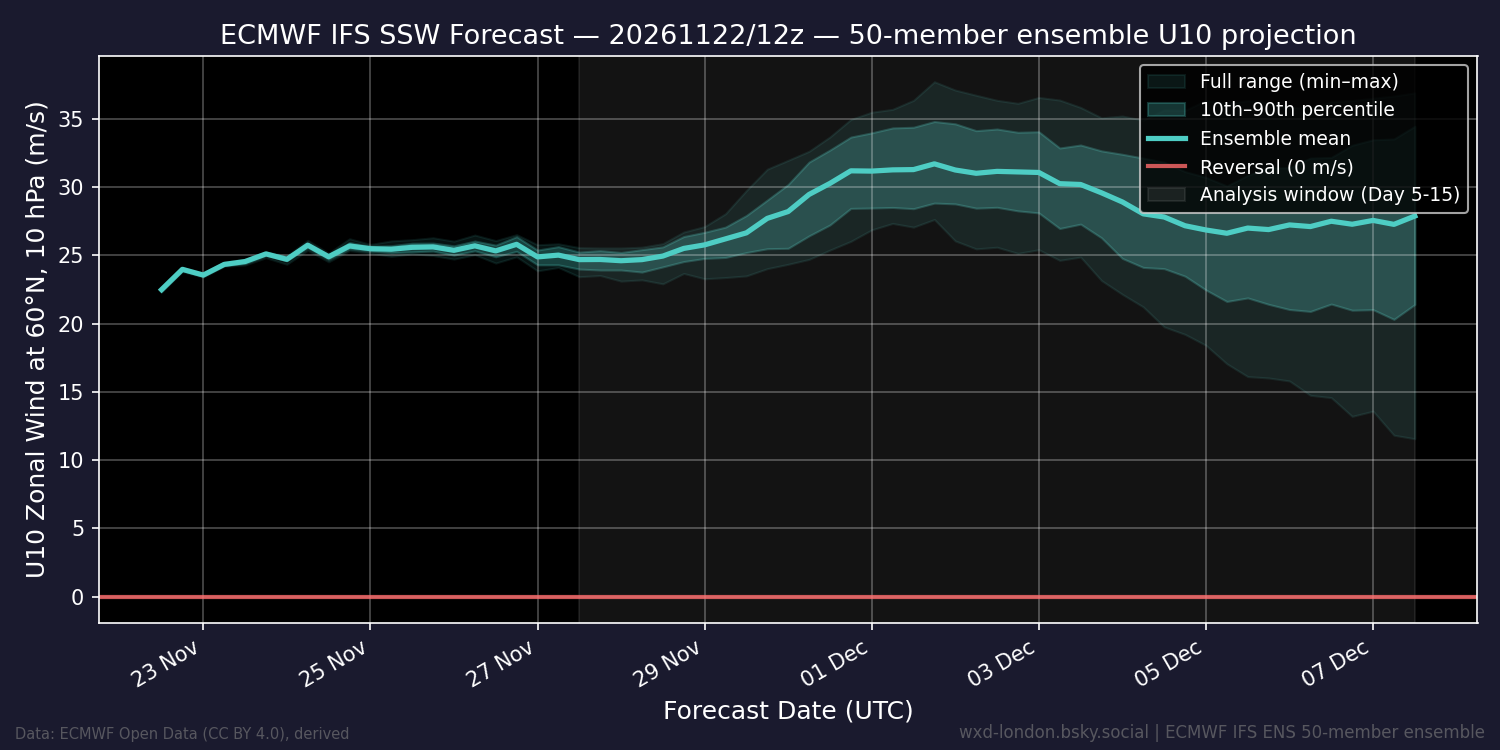 ECMWF IFS SSW Forecast — 20261122/12z — 50-member ensemble U10 projection
U10 Zonal Wind at 60°N, 10 hPa (m/s)
35
30
25
20
15
10
5
0
Full range (min–max)
10th–90th percentile
Ensemble mean
Reversal (0 m/s)
Analysis window (Day 5-15)
23 Nov
25 Nov
27 Nov
29 Nov
01 Dec
03 Dec
05 Dec
07 Dec
Forecast Date (UTC)
Data: ECMWF Open Data (CC BY 4.0), derived
wxd-london.bsky.social | ECMWF IFS ENS 50-member ensemble